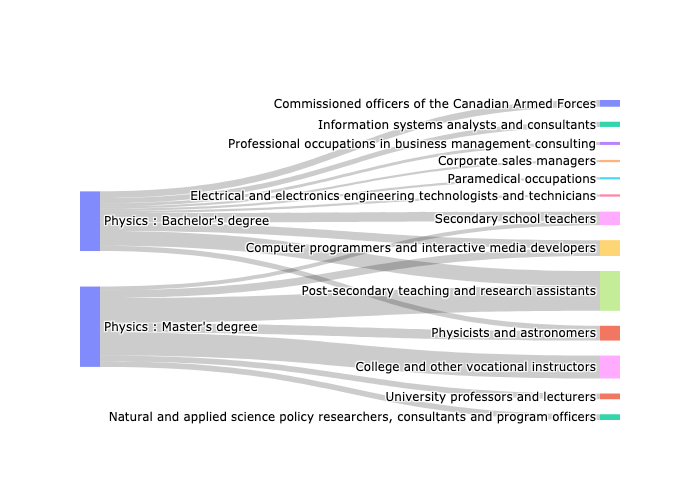 Commissioned officers of the Canadian Armed Forces
Information systems analysts and consultants
Professional occupations in business management consulting
Corporate sales managers
Paramedical occupations
Electrical and electronics engineering technologists and technicians
Physics : Bachelor's degree
Secondary school teachers
Computer programmers and interactive media developers
Post-secondary teaching and research assistants
Physics : Master's degree
Physicists and astronomers
College and other vocational instructors
University professors and lecturers
Natural and applied science policy researchers, consultants and program officers